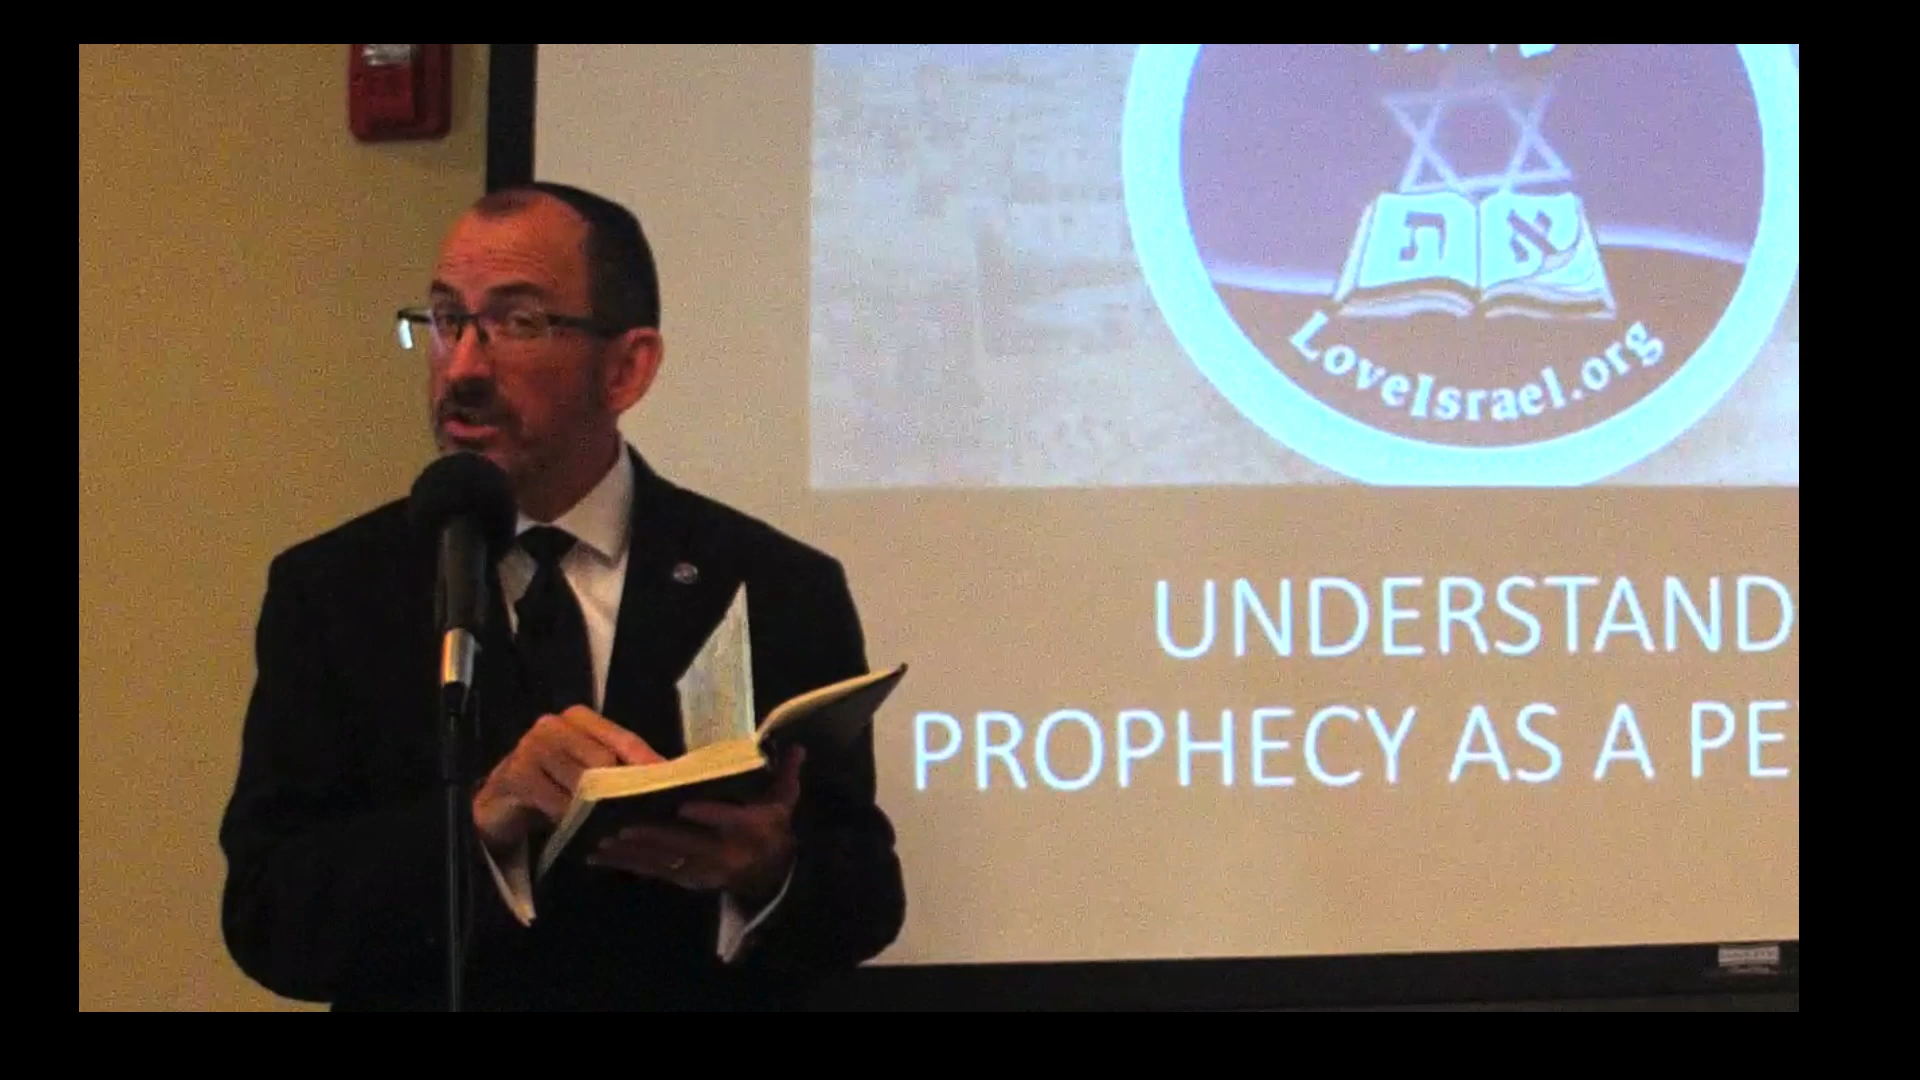 ת א
LoveIsrael.org
UNDERSTAND
PROPHECY AS A PE